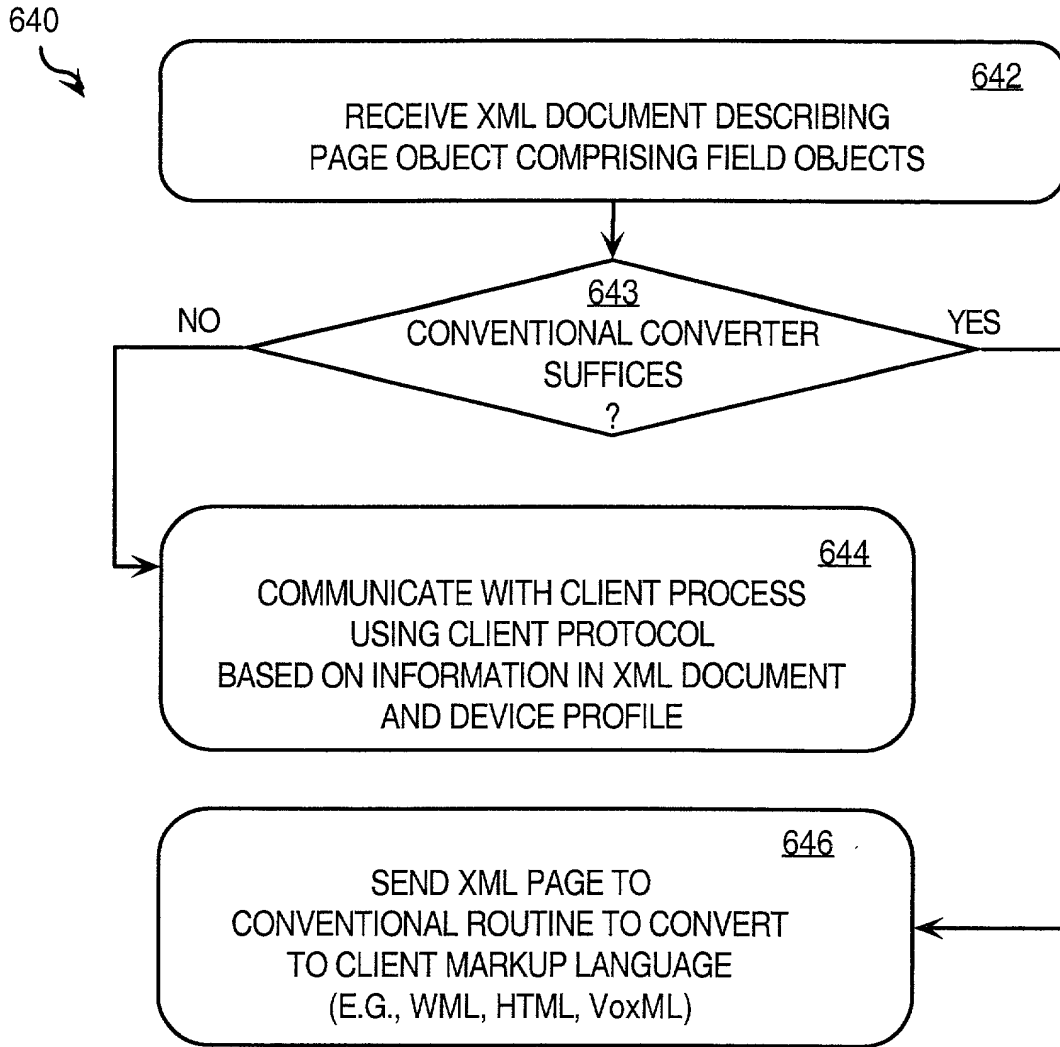 640
642
RECEIVE XML DOCUMENT DESCRIBING
PAGE OBJECT COMPRISING FIELD OBJECTS
643
NO
YES
CONVENTIONAL CONVERTER
SUFFICES
?
644
COMMUNICATE WITH CLIENT PROCESS
USING CLIENT PROTOCOL
BASED ON INFORMATION IN XML DOCUMENT
AND DEVICE PROFILE
646
SEND XML PAGE TO
CONVENTIONAL ROUTINE TO CONVERT
TO CLIENT MARKUP LANGUAGE
(E.G., WML, HTML, VoxML)